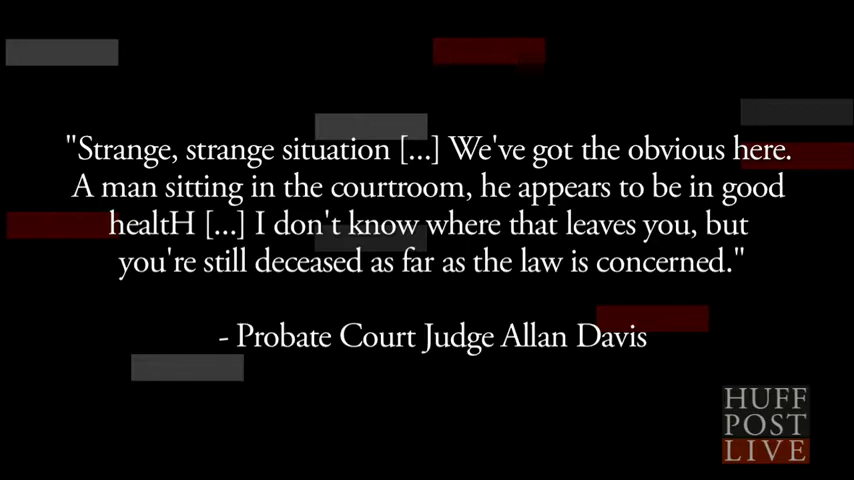 "Strange, strange situation [...] We've got the obvious here.
A man sitting in the courtroom, he appears to be in good
healtH [...] I don't know where that leaves you, but
you're still deceased as far as the law is concerned."
- Probate Court Judge Allan Davis
HUFF
POST
LIVE